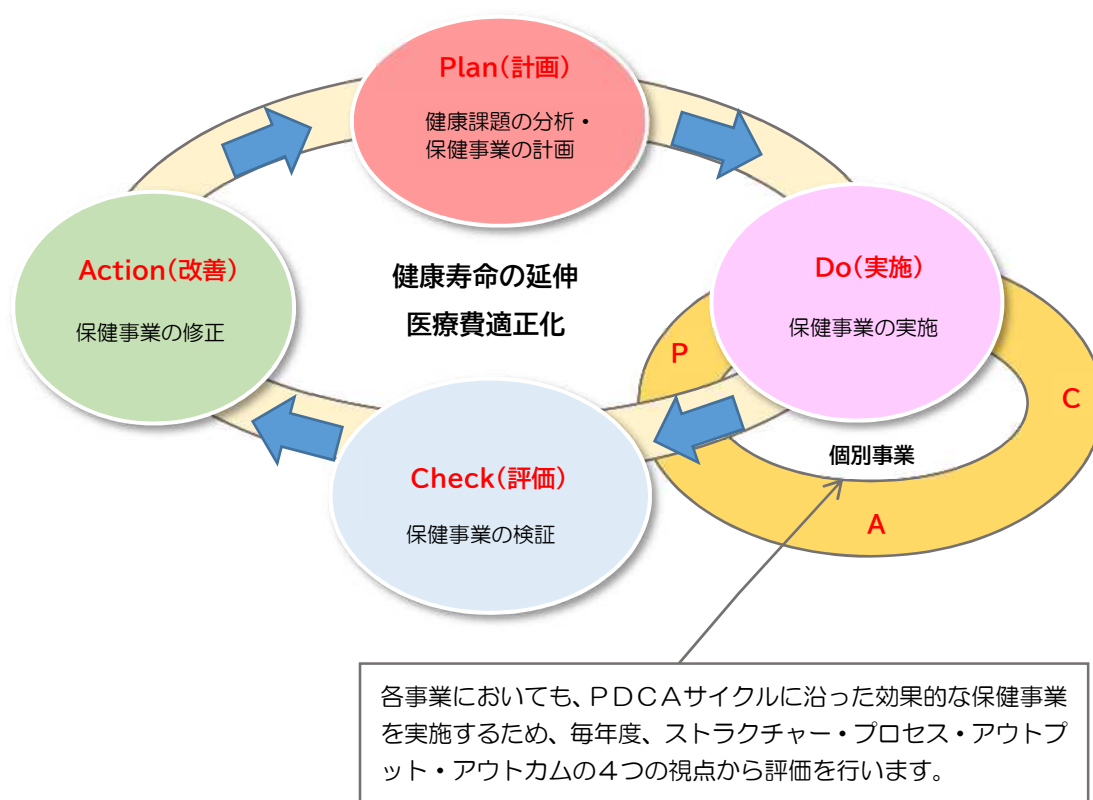 Plan(計画)
健康課題の分析・
保健事業の計画
Action(改善)
保健事業の修正
健康寿命の延伸
医療費適正化
Do(実施)
保健事業の実施
P
C
個別事業
A
Check(評価)
保健事業の検証
各事業においても、ＰＤＣＡサイクルに沿った効果的な保健事業
を実施するため、毎年度、ストラクチャー・プロセス・アウトプ
ット・アウトカムの４つの視点から評価を行います。